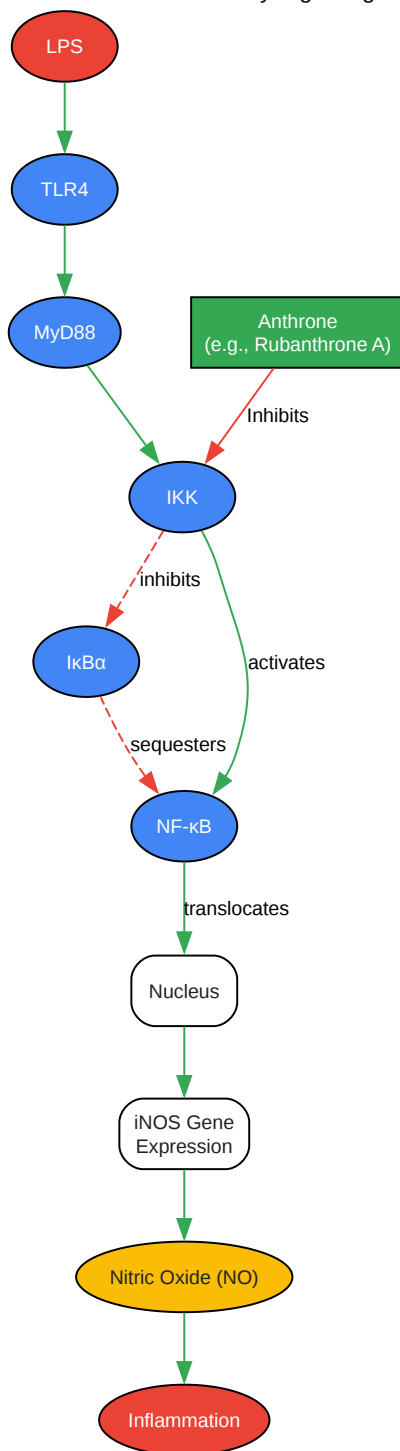 LPS
TLR4
MyD88
Anthrone
(e.g., Rubanthrone A)
Inhibits
IKK
inhibits
IκBα
activates
sequesters
NF-κB
translocates
Nucleus
iNOS Gene
Expression
Nitric Oxide (NO)
Inflammation